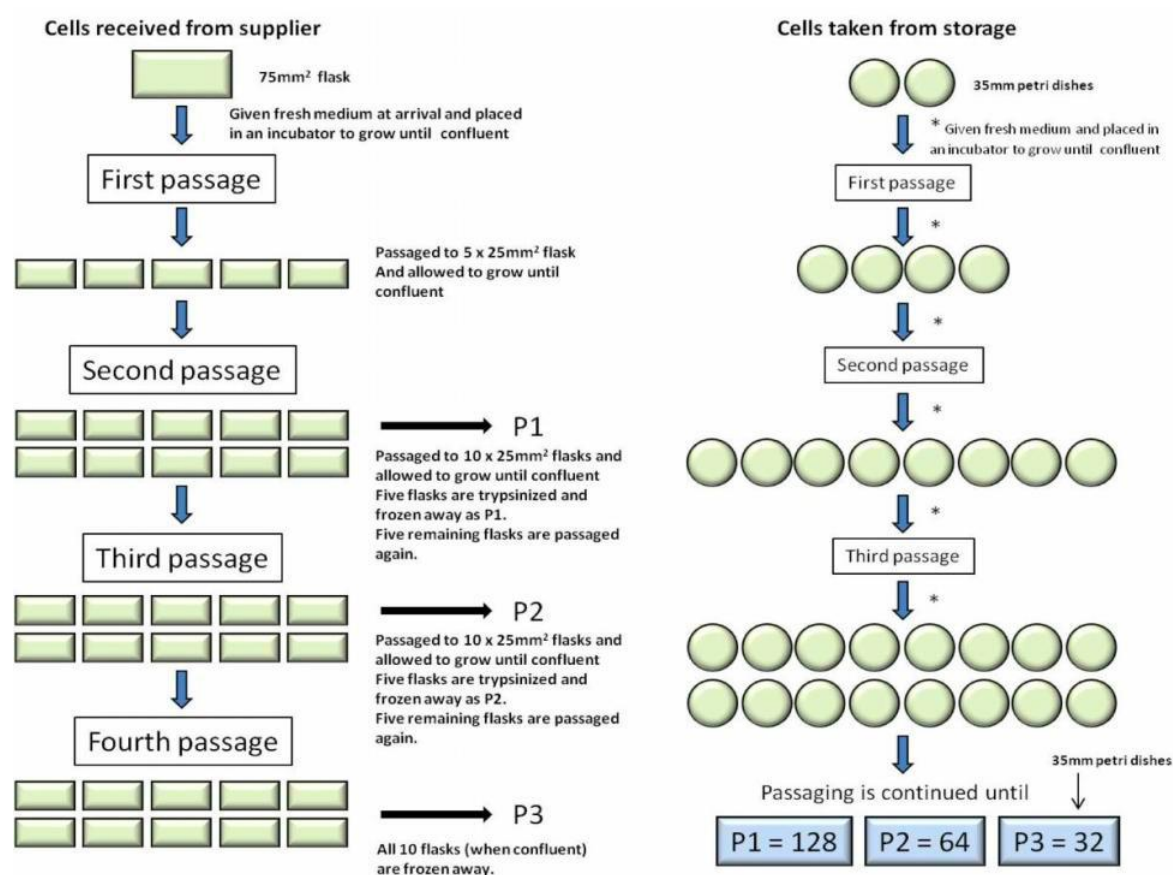 Cells received from supplier
75mm² flask
Given fresh medium at arrival and placed
in an incubator to grow until confluent
First passage
Passaged to 5 x 25mm² flask
And allowed to grow until
confluent
Second passage
P1
Passaged to 10 x 25mm² flasks and
allowed to grow until confluent
Five flasks are trypsinized and
frozen away as P1.
Five remaining flasks are passaged
again.
Third passage
P2
Passaged to 10 x 25mm² flasks and
allowed to grow until confluent
Five flasks are trypsinized and
frozen away as P2.
Five remaining flasks are passaged
again.
Fourth passage
P3
All 10 flasks (when confluent)
are frozen away.
Cells taken from storage
35mm petri dishes
* Given fresh medium and placed in
an incubator to grow until confluent
First passage
*
*
Second passage
*
*
Third passage
*
35mm petri dishes
Passaging is continued until
P1 = 128 P2 = 64 P3 = 32